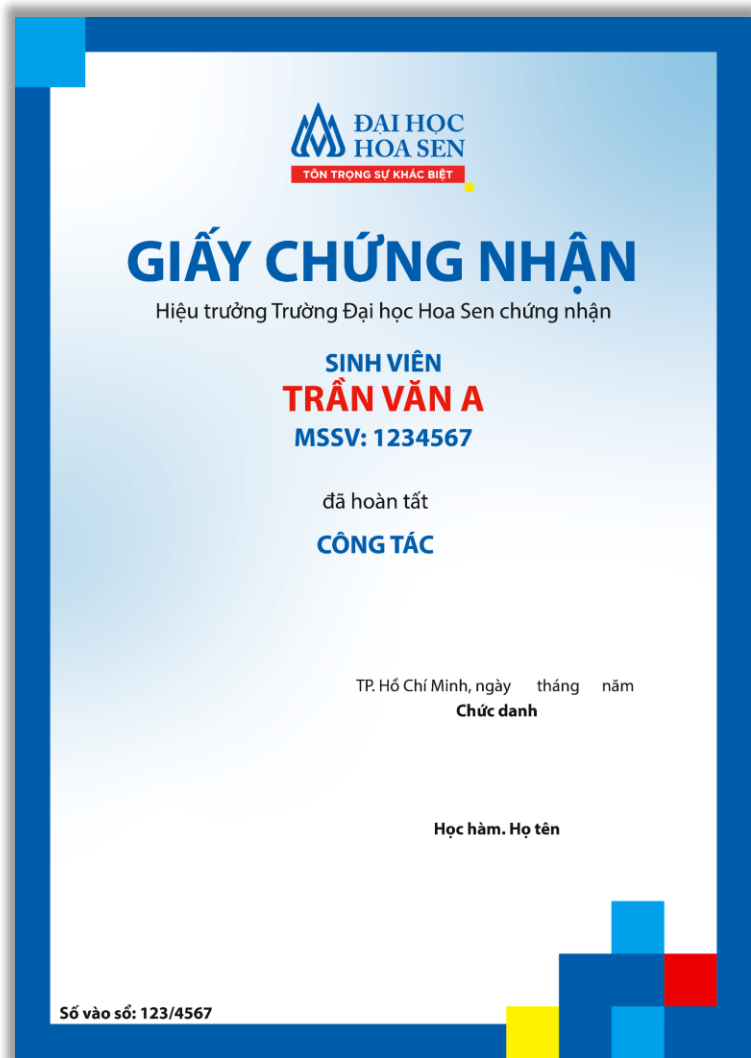 ĐẠI HỌC
HOA SEN
TÔN TRỌNG SỰ KHÁC BIỆT
GIẤY CHỨNG NHẬN
Hiệu trưởng Trường Đại học Hoa Sen chứng nhận
SINH VIÊN
TRẦN VĂN A
MSSV: 1234567
đã hoàn tất
CÔNG TÁC
TP. Hồ Chí Minh, ngày tháng năm
Chức danh
Học hàm. Họ tên
Số vào sổ: 123/4567